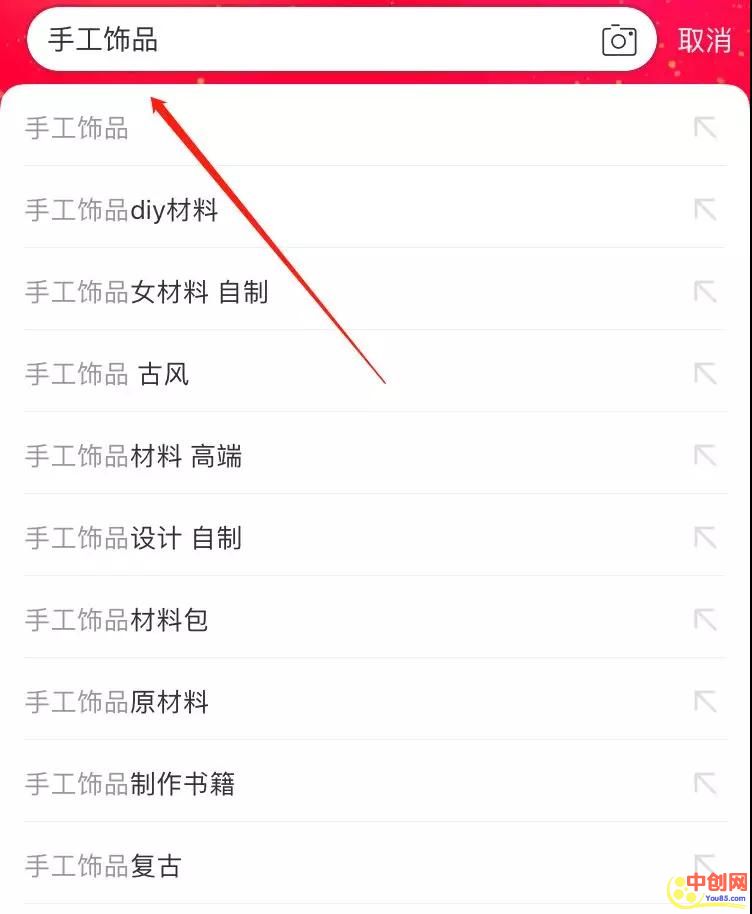 手工饰品 取消
手工饰品
手工饰品diy材料
手工饰品女材料 自制
手工饰品 古风
手工饰品材料 高端
手工饰品设计 自制
手工饰品材料包
手工饰品原材料
手工饰品制作书籍
手工饰品复古
中创网
You85.com